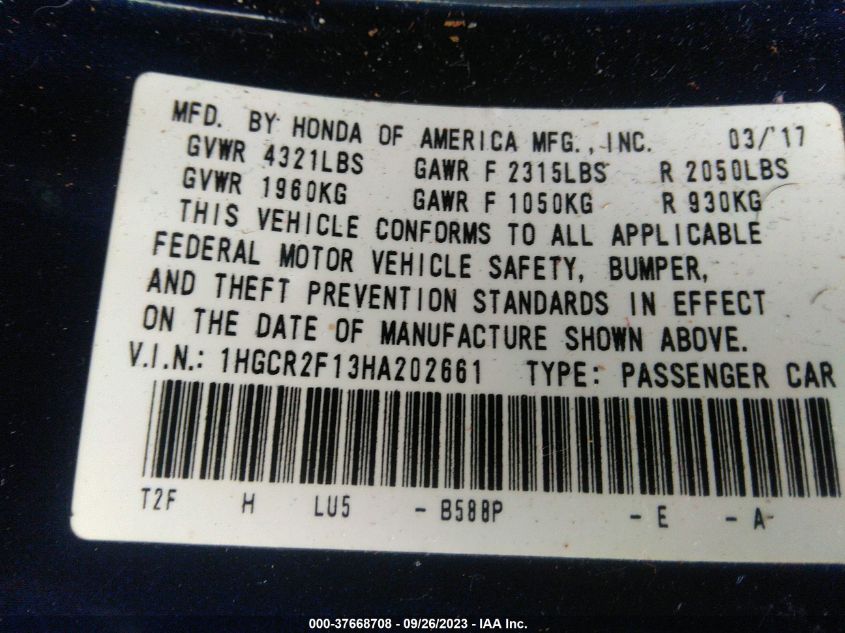 MFD. BY HONDA OF AMERICA MFG., INC. 03/'17
GVWR 4321LBS GAWR F 2315LBS R 2050LBS
GVWR 1960KG GAWR F 1050KG R 930KG
THIS VEHICLE CONFORMS TO ALL APPLICABLE
FEDERAL MOTOR VEHICLE SAFETY, BUMPER,
AND THEFT PREVENTION STANDARDS IN EFFECT
ON THE DATE OF MANUFACTURE SHOWN ABOVE.
V.I.N.: 1HGCR2F13HA202661 TYPE: PASSENGER CAR
T2F H LU5 - B588P - E - A-
000-37668708 - 09/26/2023 - IAA Inc.